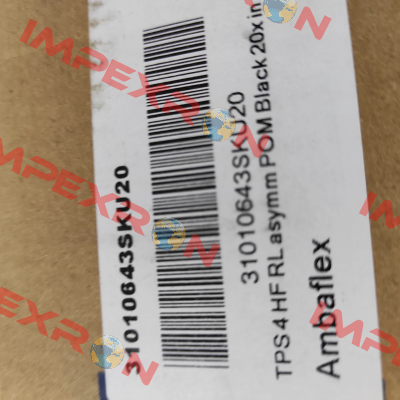 31010643SKU20
31010643SKU20
TPS 4 HF RL asymm POM Black 20x in
Ambaflex
IMPEXRON
IMPEXRON
IMPEXRON